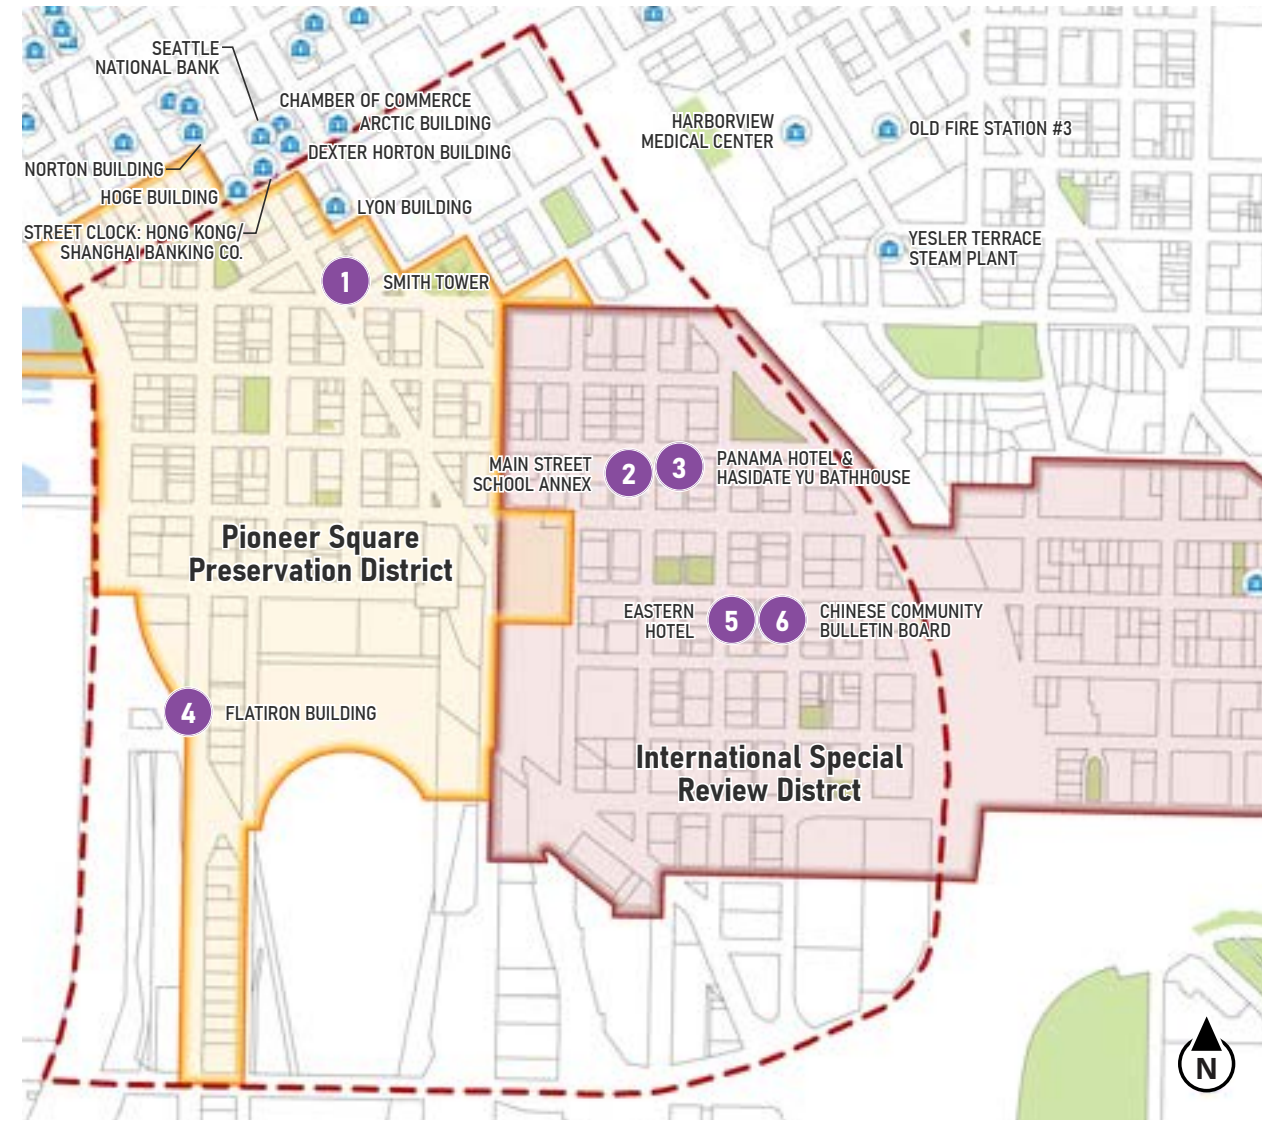 SEATTLE
NATIONAL BANK
CHAMBER OF COMMERCE
ARCTIC BUILDING
DEXTER HORTON BUILDING
NORTON BUILDING
HOGE BUILDING
LYON BUILDING
STREET CLOCK: HONG KONG/
SHANGHAI BANKING CO.
HARBORVIEW
MEDICAL CENTER
OLD FIRE STATION #3
YESLER TERRACE
STEAM PLANT
1
SMITH TOWER
MAIN STREET
SCHOOL ANNEX
2
3
PANAMA HOTEL &
HASIDATE YU BATHHOUSE
Pioneer Square
Preservation District
EASTERN
HOTEL
5
6
CHINESE COMMUNITY
BULLETIN BOARD
4
FLATIRON BUILDING
International Special
Review Distrct
N